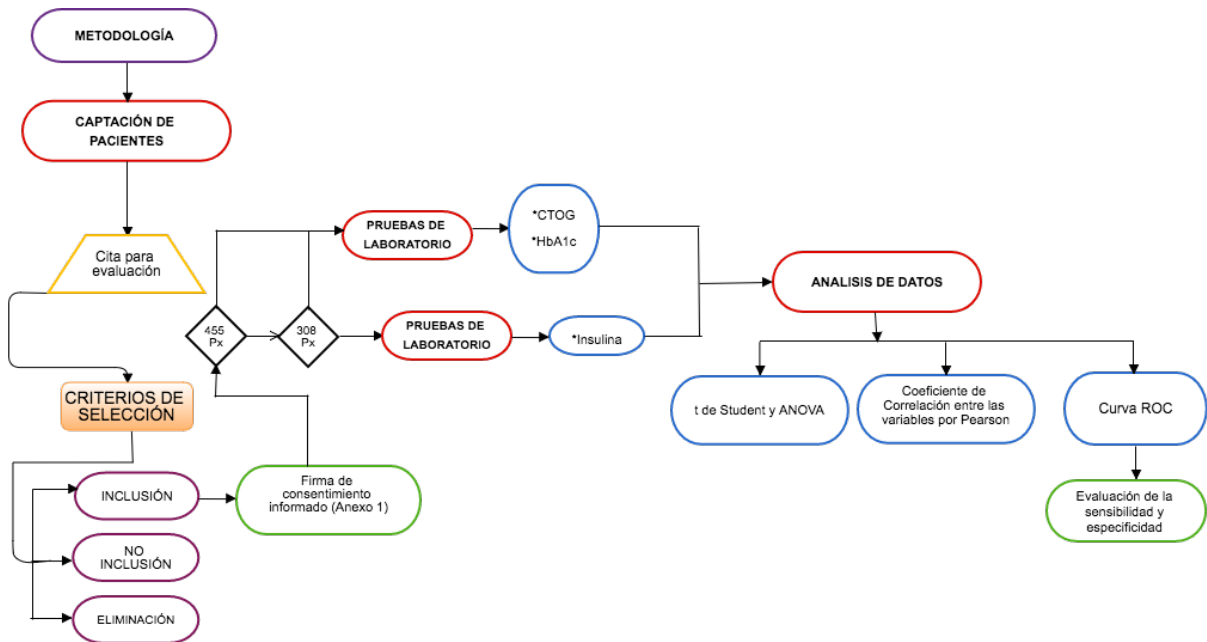 METODOLOGÍA
CAPTACIÓN DE
PACIENTES
Cita para
evaluación
CRITERIOS DE
SELECCIÓN
INCLUSIÓN
NO
INCLUSIÓN
ELIMINACIÓN
Firma de
consentimiento
informado (Anexo 1)
455
Px
308
Px
PRUEBAS DE
LABORATORIO
*CTOG
*HbA1c
PRUEBAS DE
LABORATORIO
*Insulina
ANALISIS DE DATOS
t de Student y ANOVA
Coeficiente de
Correlación entre las
variables por Pearson
Curva ROC
Evaluación de la
sensibilidad y
especificidad